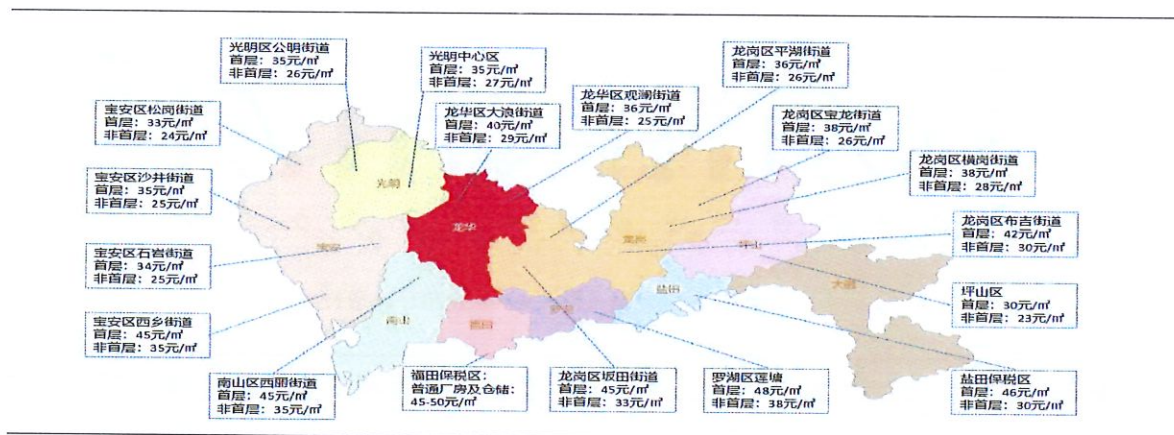 光明区公明街道
首层：35元/㎡
非首层：26元/㎡
光明中心区
首层：35元/㎡
非首层：27元/㎡
龙岗区平湖街道
首层：36元/㎡
非首层：26元/㎡
宝安区松岗街道
首层：33元/㎡
非首层：24元/㎡
龙华区大浪街道
首层：40元/㎡
非首层：29元/㎡
龙华区观澜街道
首层：36元/㎡
非首层：25元/㎡
龙岗区宝龙街道
首层：38元/㎡
非首层：26元/㎡
宝安区沙井街道
首层：35元/㎡
非首层：25元/㎡
龙岗区横岗街道
首层：38元/㎡
非首层：28元/㎡
宝安区石岩街道
首层：34元/㎡
非首层：25元/㎡
龙岗区布吉街道
首层：42元/㎡
非首层：30元/㎡
宝安区西乡街道
首层：45元/㎡
非首层：35元/㎡
坪山区
首层：30元/㎡
非首层：23元/㎡
南山区西丽街道
首层：45元/㎡
非首层：35元/㎡
福田保税区：
普通厂房及仓储：
45-50元/㎡
龙岗区坂田街道
首层：45元/㎡
非首层：33元/㎡
罗湖区莲塘
首层：48元/㎡
非首层：38元/㎡
盐田保税区
首层：46元/㎡
非首层：30元/㎡
光明
龙华
宝安
龙岗
坪山
盐田
大鹏
南山
福田
罗湖